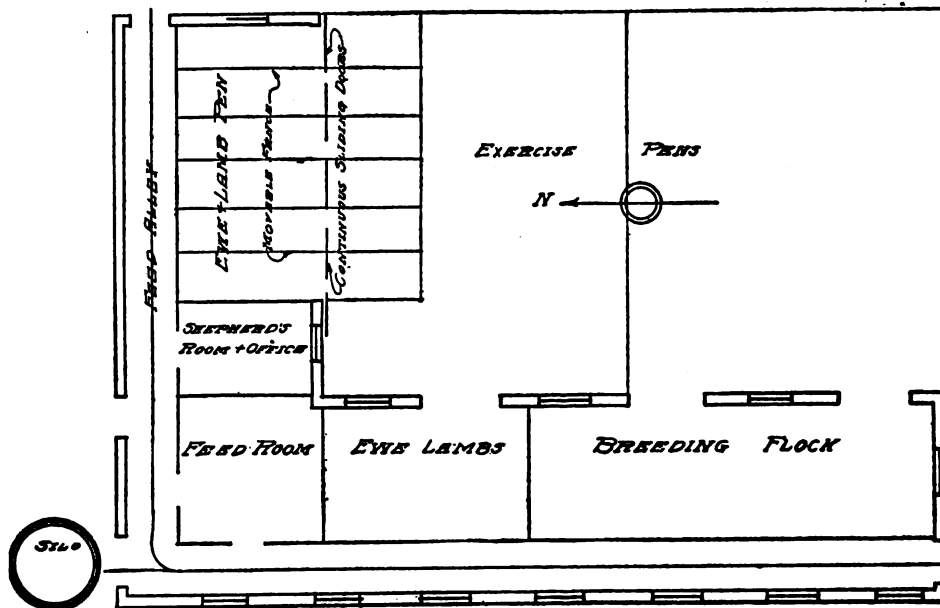 FEED ALLEY
EWE+LAMB PEN
MOVABLE FENCE
CONTINUOUS SLIDING DOORS
EXERCISE PENS
N
SHEPHERD'S
ROOM + OFFICE
FEED ROOM
EWE LAMBS
BREEDING FLOCK
SILO